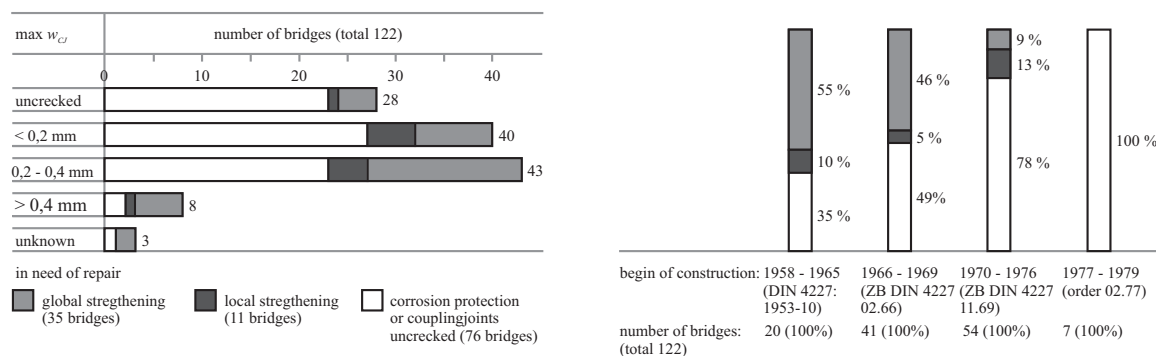 max w_CJ
number of bridges (total 122)
0 10 20 30 40
uncrecked
28
< 0,2 mm
40
0,2 - 0,4 mm
43
> 0,4 mm
8
unknown
3
in need of repair
global stregthening
(35 bridges)
local stregthening
(11 bridges)
corrosion protection
or couplingjoints
uncrecked (76 bridges)
55 %
10 %
35 %
46 %
5 %
49%
9 %
13 %
78 %
100 %
begin of construction: 1958 - 1965 1966 - 1969 1970 - 1976 1977 - 1979
(DIN 4227: (ZB DIN 4227 (ZB DIN 4227 (order 02.77)
1953-10) 02.66) 11.69)
number of bridges: 20 (100%) 41 (100%) 54 (100%) 7 (100%)
(total 122)